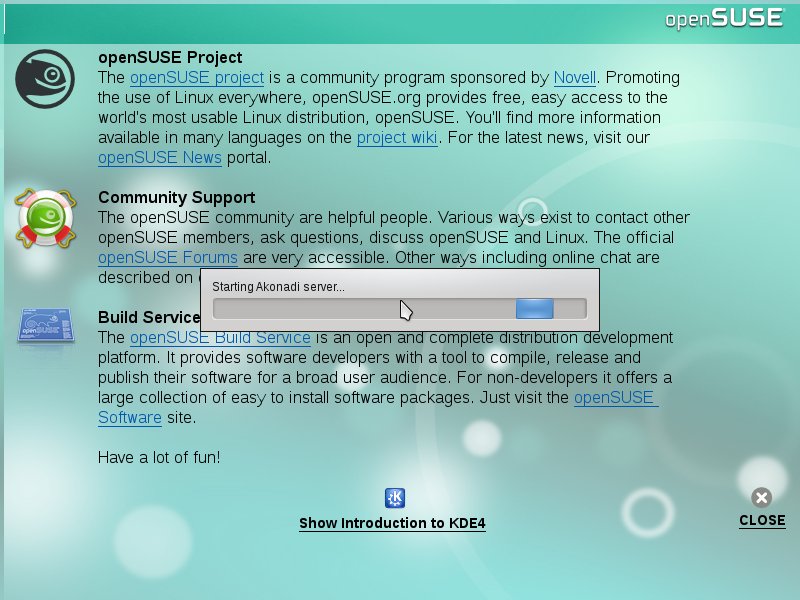 openSUSE
openSUSE Project
The openSUSE project is a community program sponsored by Novell. Promoting
the use of Linux everywhere, openSUSE.org provides free, easy access to the
world's most usable Linux distribution, openSUSE. You'll find more information
available in many languages on the project wiki. For the latest news, visit our
openSUSE News portal.
Community Support
The openSUSE community are helpful people. Various ways exist to contact other
openSUSE members, ask questions, discuss openSUSE and Linux. The official
openSUSE Forums are very accessible. Other ways including online chat are
described on
Starting Akonadi server...
Build Service
The openSUSE Build Service is an open and complete distribution development
platform. It provides software developers with a tool to compile, release and
publish their software for a broad user audience. For non-developers it offers a
large collection of easy to install software packages. Just visit the openSUSE
Software site.
Have a lot of fun!
Show Introduction to KDE4
CLOSE